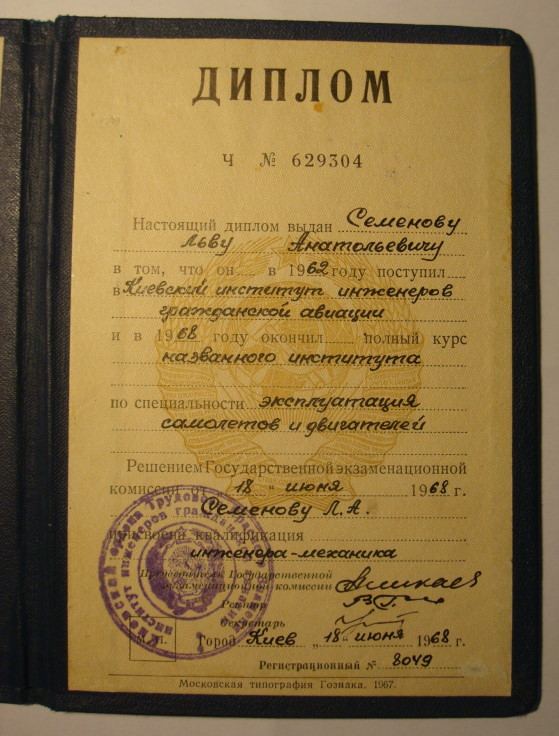 ДИПЛОМ
Ч № 629304
Настоящий диплом выдан Семенову
Льву Анатольевичу
в том, что он в 1962 году поступил
в Киевский институт инженеров
гражданской авиации
и в 1968 году окончил полный курс
названного института
по специальности эксплуатация
самолетов и двигателей
Решением Государственной экзаменационной
комиссии от 18 " июня 1968 г.
Семенову Л. А.
присвоена квалификация
инженера-механика
Председатель Государственной
экзаменационной комиссии
Ректор
Секретарь
Город Киев „ 18 " июня 1968 г.
Регистрационный № 8049
Московская типография Гознака. 1967.